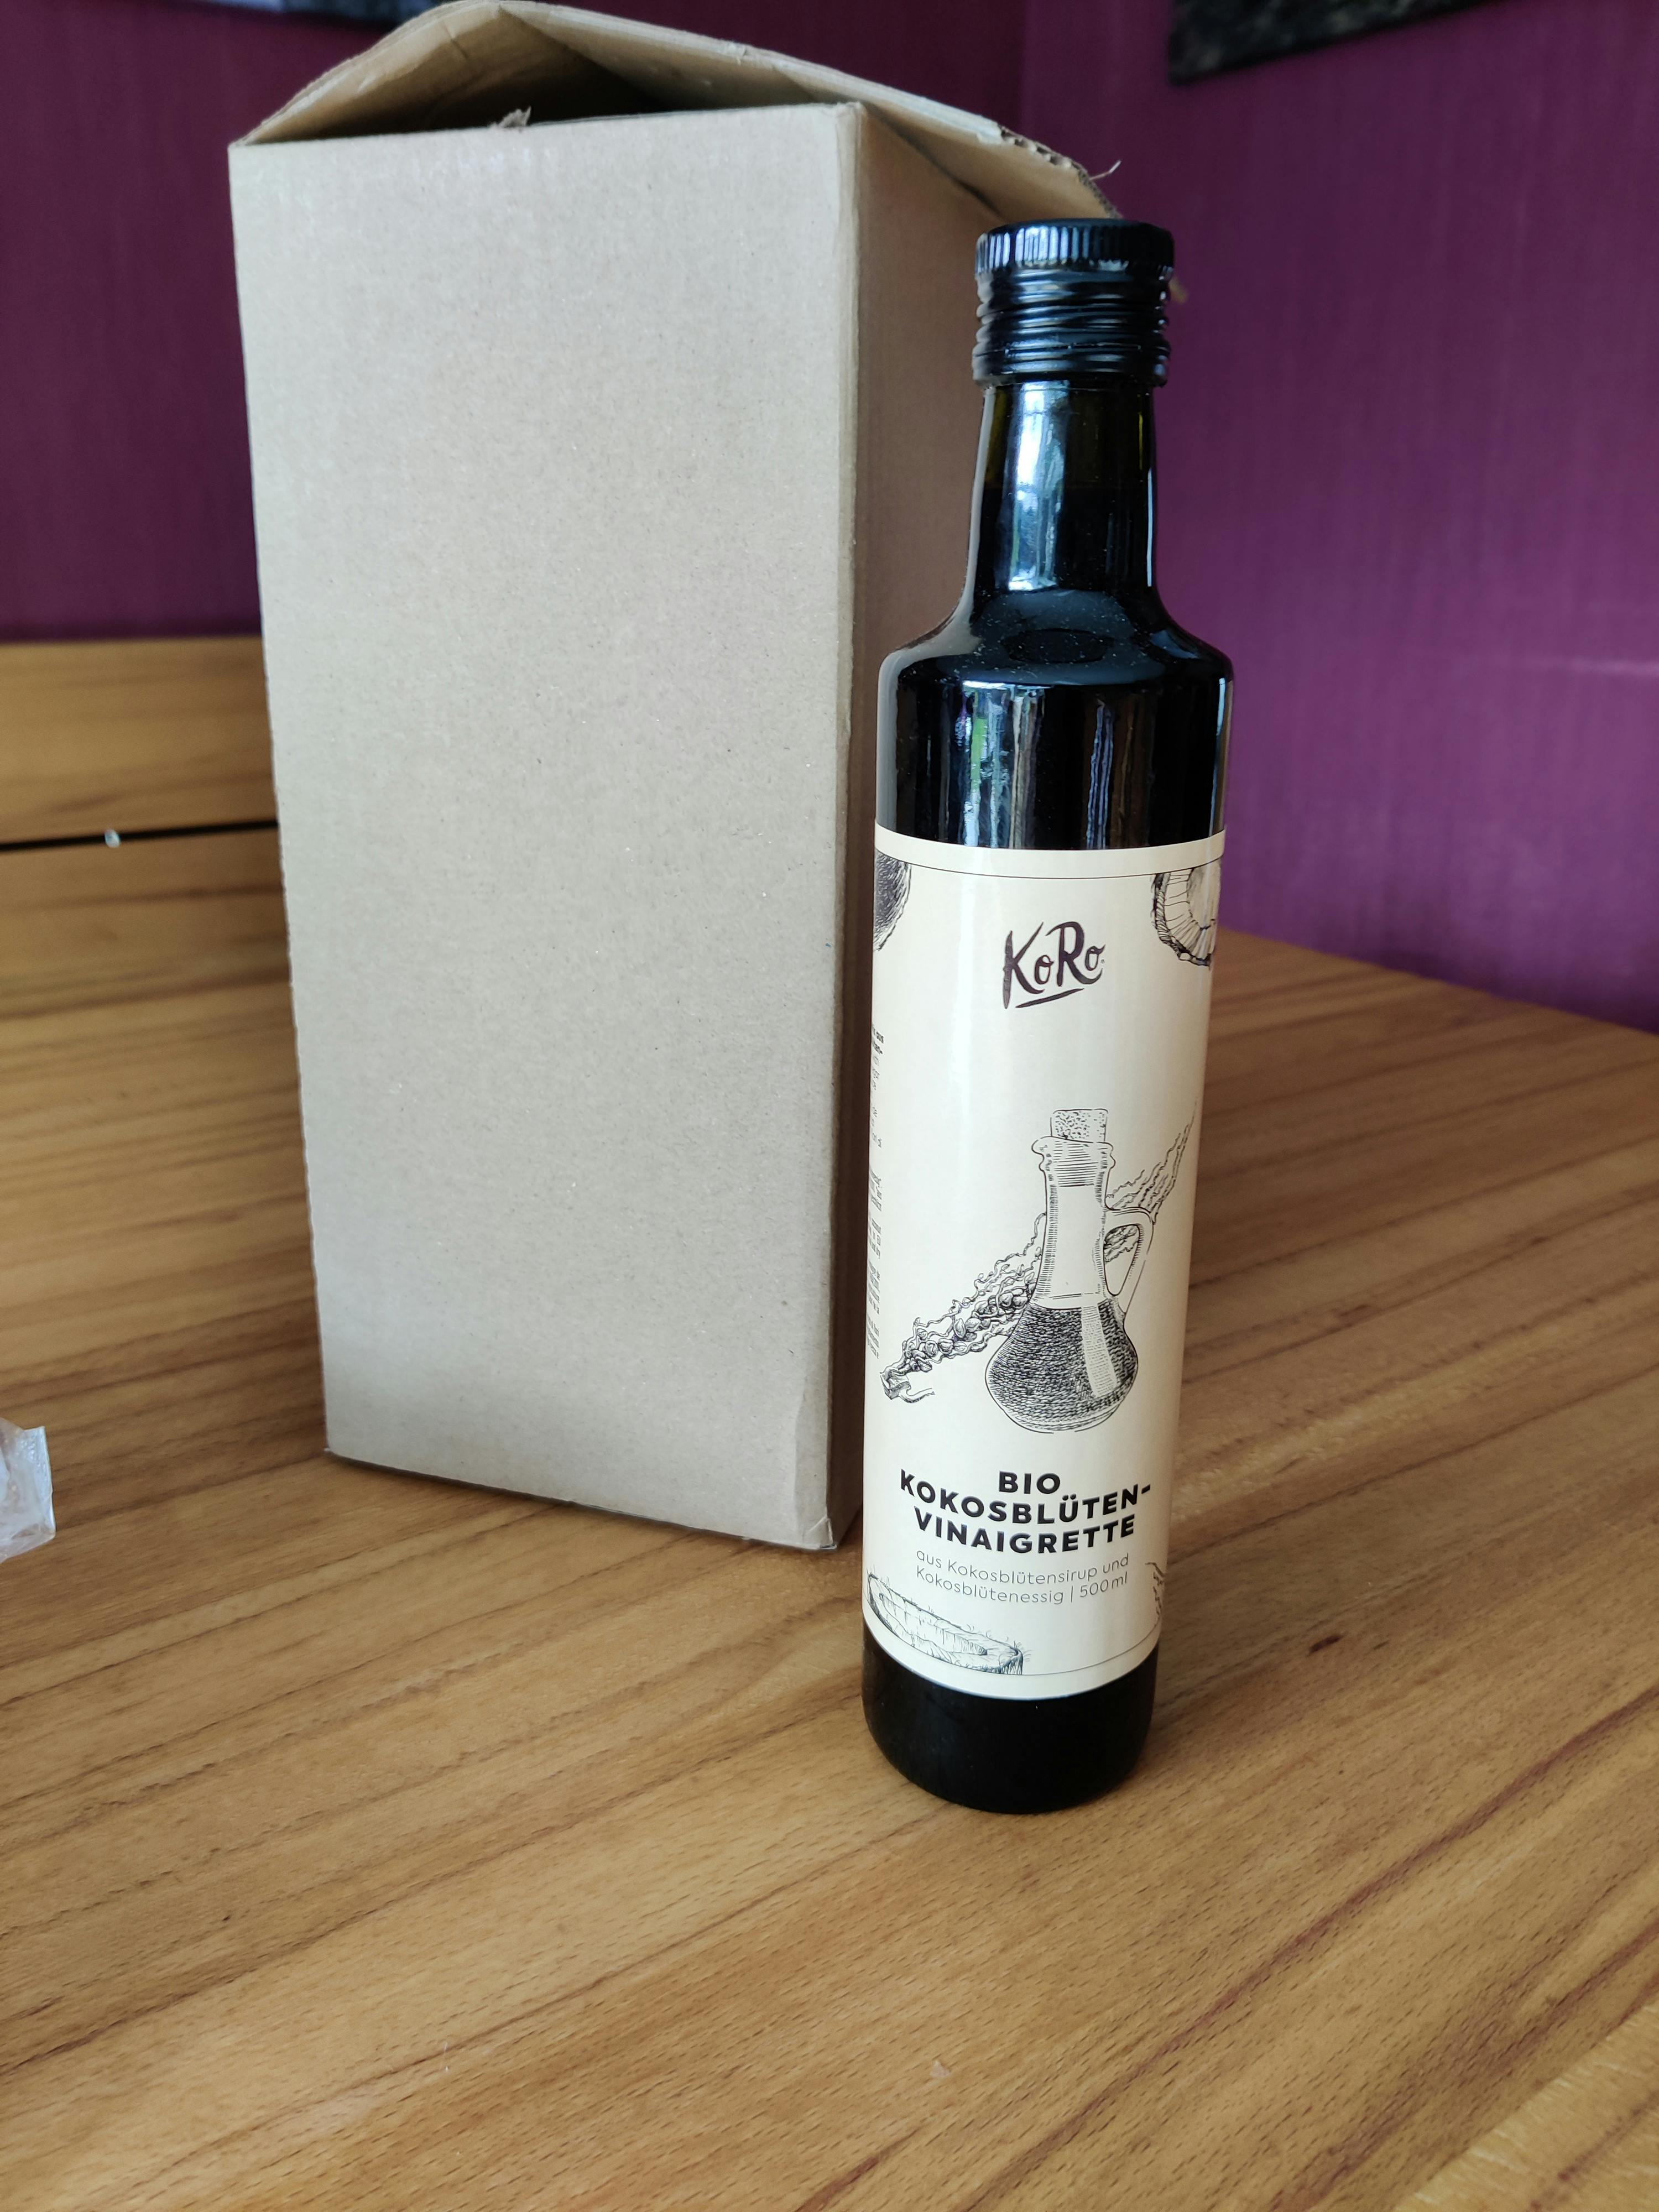 KoRo
BIO
KOKOSBLÜTEN-
VINAIGRETTE
aus Kokosblütensirup und
Kokosblütenessig | 500 ml